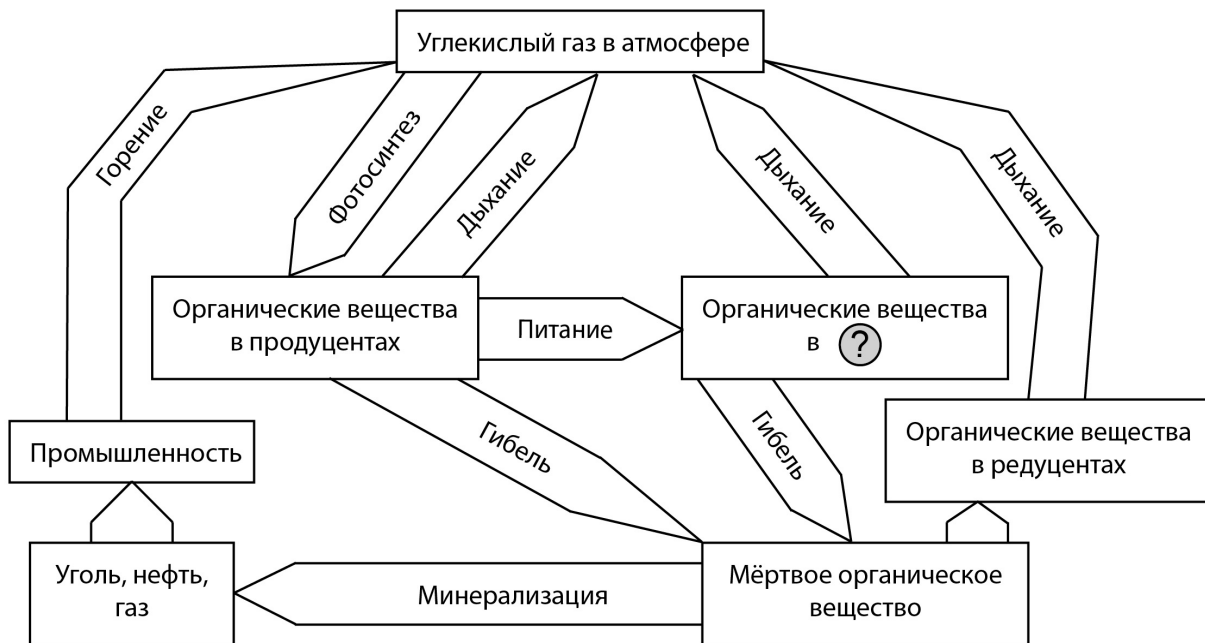 Углекислый газ в атмосфере
Горение
Фотосинтез
Дыхание
Дыхание
Дыхание
Органические вещества
в продуцентах
Питание
Органические вещества
в ?
Гибель
Гибель
Промышленность
Органические вещества
в редуцентах
Уголь, нефть,
газ
Минерализация
Мёртвое органическое
вещество